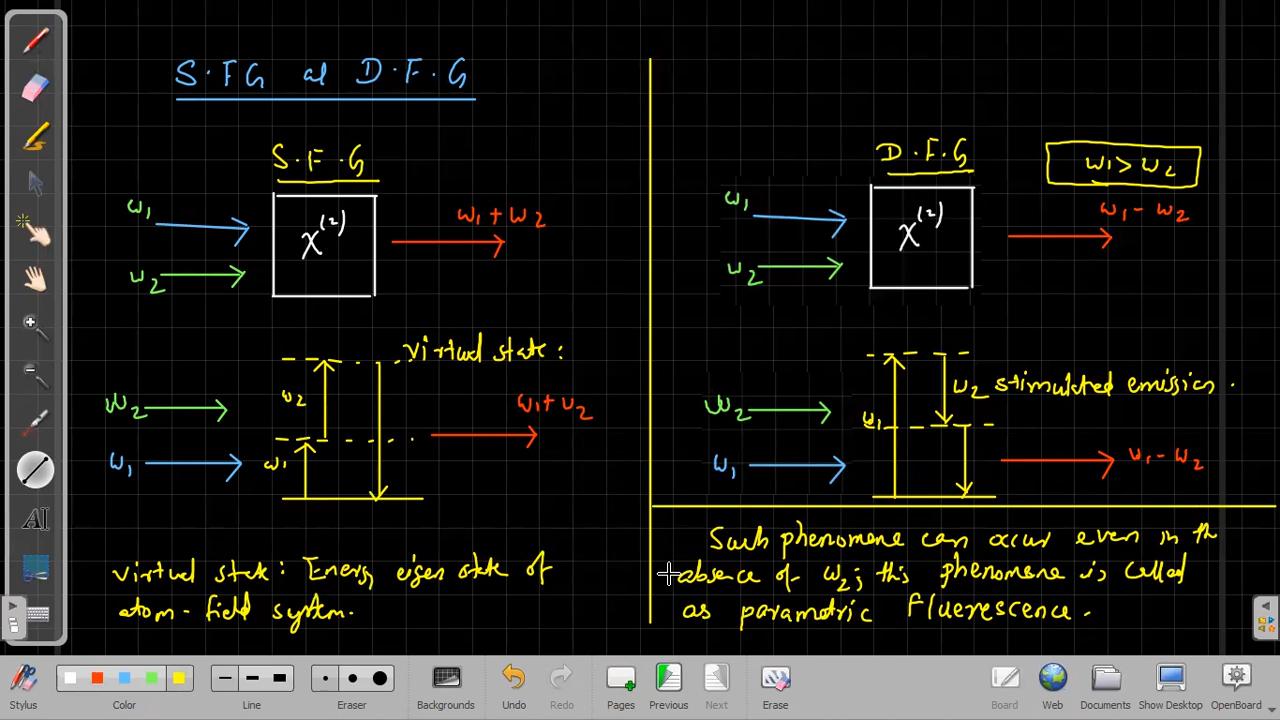 S.F.G al D.F.G
S.F.G
ω1
ω2
χ(2)
ω1 + ω2
virtual state :
ω2
ω1
ω2
ω1
ω1 + ω2
virtual state : Energy eigen state of
atom - field system.
D.F.G
ω1 > ω2
ω1
ω2
χ(2)
ω1 - ω2
ω2
ω1
ω1
ω2 stimulated emission .
ω1 - ω2
Such phenomene can occur even in the
absence of ω2; this phenomene is called
as parametric fluerescence .
Stylus
Color
Line
Eraser
Backgrounds
Undo
Redo
Pages
Previous
Next
Erase
Board
Web
Documents
Show Desktop
OpenBoard